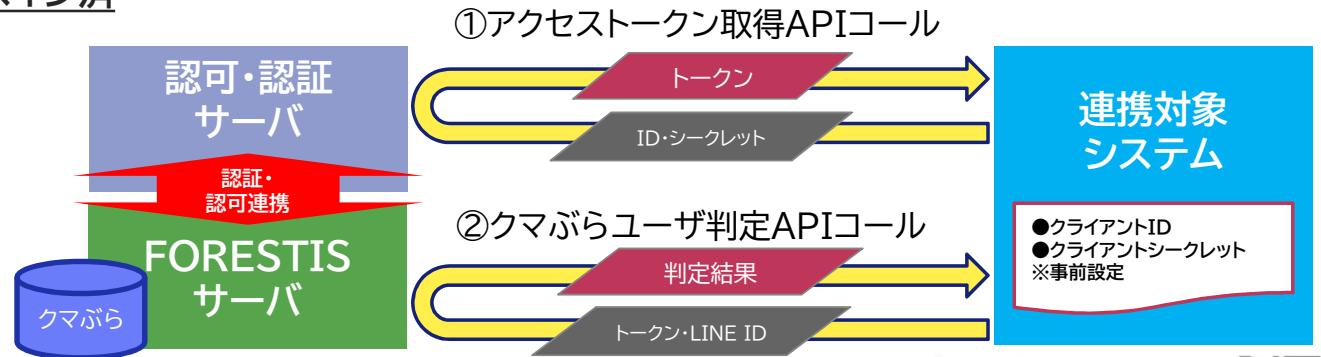 ①アクセストークン取得APIコール
認可・認証
サーバ
トークン
ID・シークレット
連携対象
システム
認証・
認可連携
②クマぶらユーザ判定APIコール
●クライアントID
●クライアントシークレット
※事前設定
FORESTIS
サーバ
判定結果
クマぶら
トークン・LINE ID